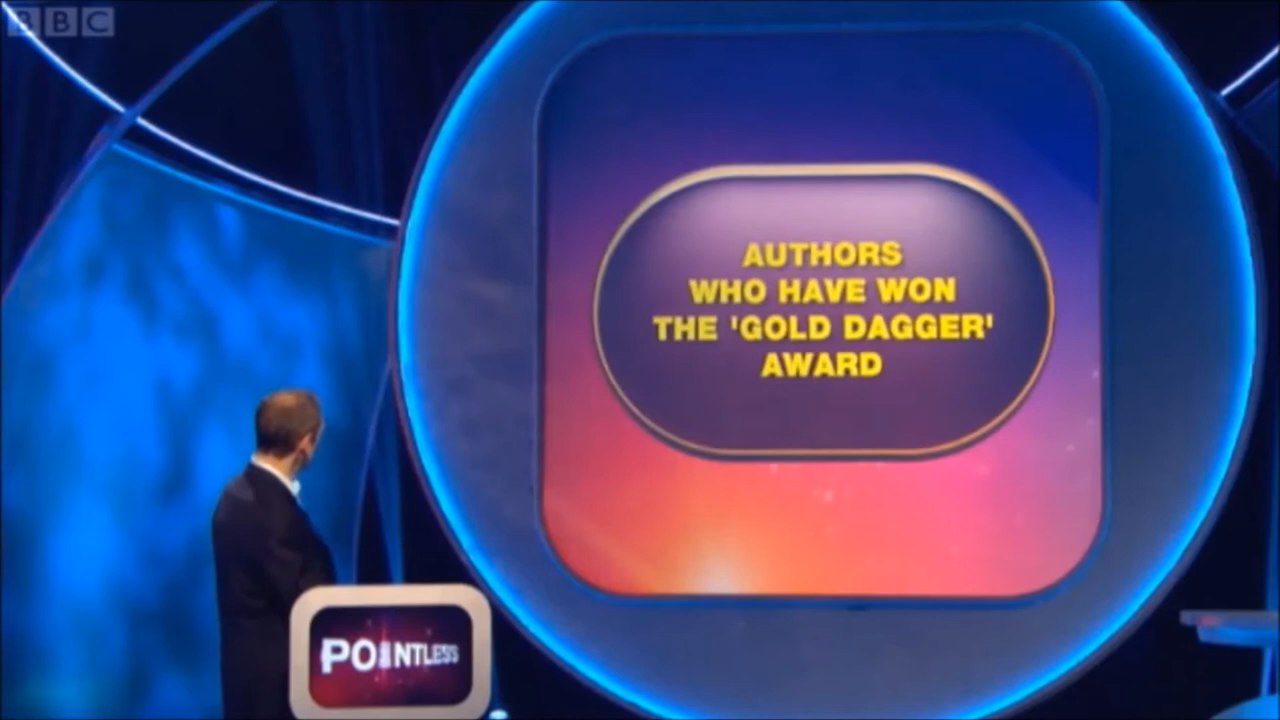 BBC
AUTHORS
WHO HAVE WON
THE 'GOLD DAGGER'
AWARD
POINTLESS